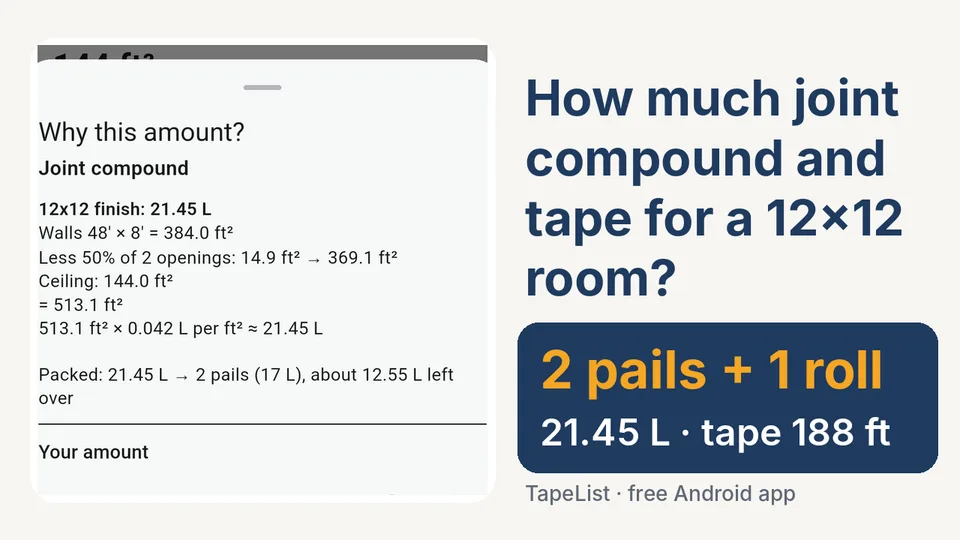 144 ft²
Why this amount?
Joint compound
12x12 finish: 21.45 L
Walls 48' × 8' = 384.0 ft²
Less 50% of 2 openings: 14.9 ft² → 369.1 ft²
Ceiling: 144.0 ft²
= 513.1 ft²
513.1 ft² × 0.042 L per ft² ≈ 21.45 L
Packed: 21.45 L → 2 pails (17 L), about 12.55 L left
over
Your amount
How much joint
compound and
tape for a 12×12
room?
2 pails + 1 roll
21.45 L · tape 188 ft
TapeList · free Android app